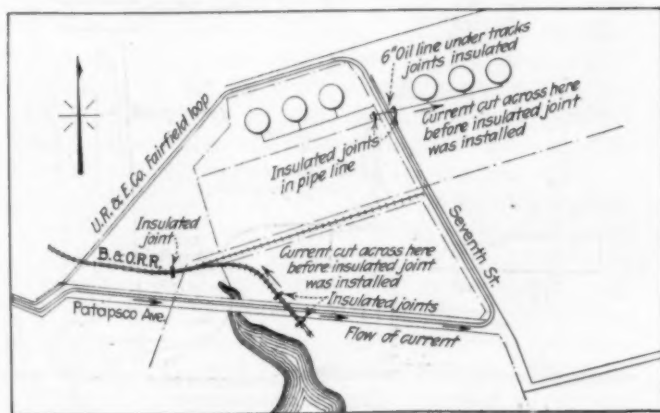 6" Oil line under tracks
joints insulated
Current cut across here
before insulated joint
was installed
Insulated joints
in pipe line
U.R. & E. Co. Fairfield loop
Seventh St.
Insulated
joint
B. & O. R.R.
Current cut across here
before insulated joint
was installed
Insulated joints
Patapsco Ave.
Flow of current